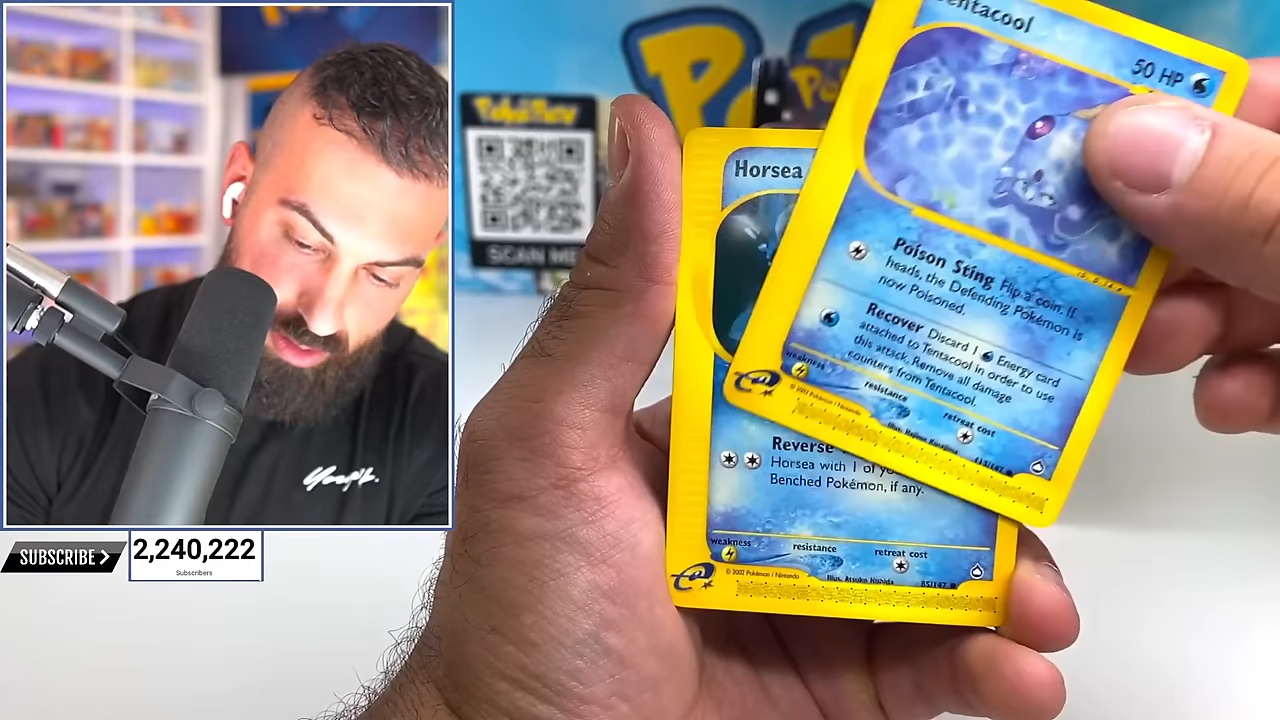 PokéRev
SCAN ME
SUBSCRIBE >
2,240,222
Subscribers
Tentacool
50 HP
Poison Sting Flip a coin. If
heads, the Defending Pokémon is
now Poisoned.
Recover Discard 1 Energy card
attached to Tentacool in order to use
this attack. Remove all damage
counters from Tentacool.
weakness
resistance
retreat cost
© 2002 Pokémon / Nintendo
Horsea
Reverse
Horsea with 1 of yo
Benched Pokémon, if any.
weakness
resistance
retreat cost
© 2002 Pokémon / Nintendo
Illus. Atsuko Nishida
85/147